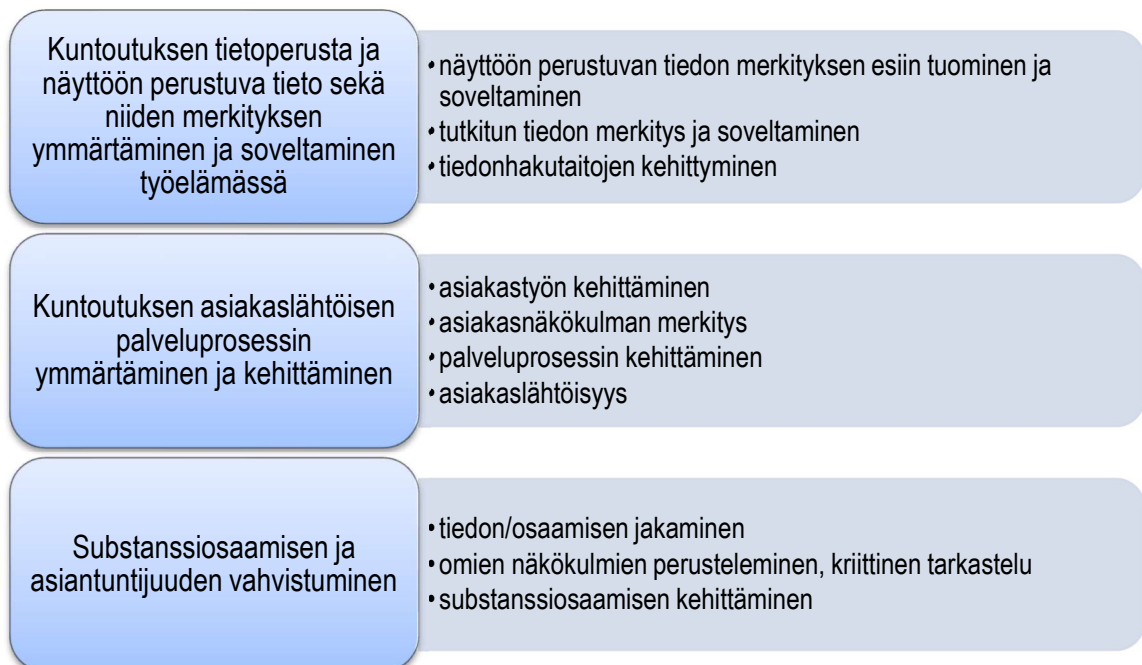 Kuntoutuksen tietoperusta ja
näyttöön perustuva tieto sekä
niiden merkityksen
ymmärtäminen ja soveltaminen
työelämässä
• näyttöön perustuvan tiedon merkityksen esiin tuominen ja
soveltaminen
• tutkitun tiedon merkitys ja soveltaminen
• tiedonhakutaitojen kehittyminen
Kuntoutuksen asiakaslähtöisen
palveluprosessin
ymmärtäminen ja kehittäminen
• asiakastyön kehittäminen
• asiakasnäkökulman merkitys
• palveluprosessin kehittäminen
• asiakaslähtöisyys
Substanssiosaamisen ja
asiantuntijuuden vahvistuminen
• tiedon/osaamisen jakaminen
• omien näkökulmien perusteleminen, kriittinen tarkastelu
• substanssiosaamisen kehittäminen